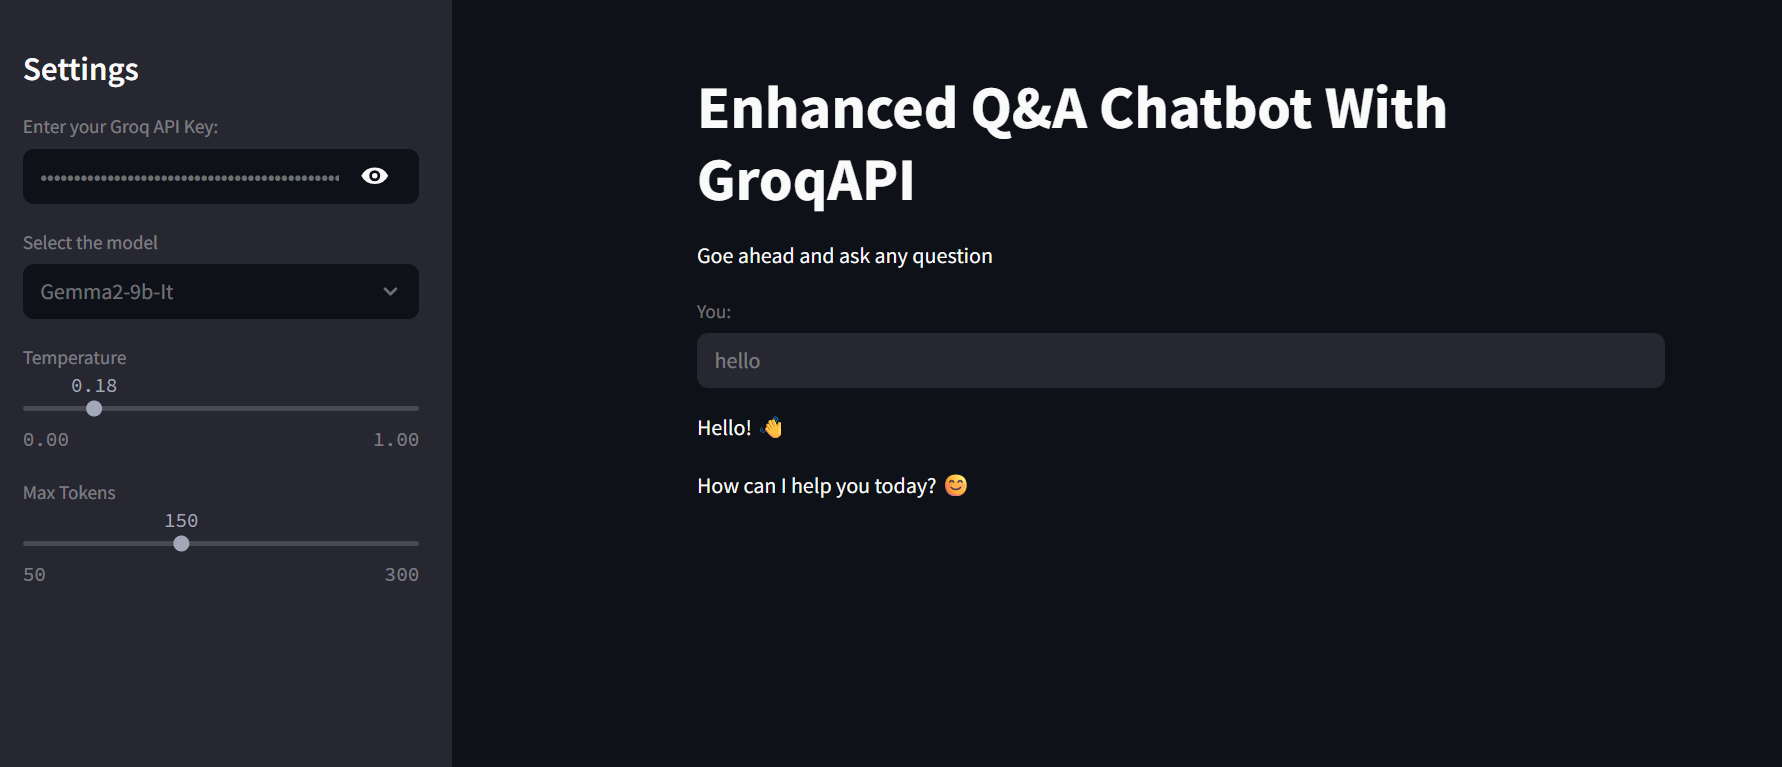 Settings
Enter your Groq API Key:
Select the model
Gemma2-9b-It
Temperature
0.18
0.00 1.00
Max Tokens
150
50 300
Enhanced Q&A Chatbot With
GroqAPI
Goe ahead and ask any question
You:
hello
Hello! 👋
How can I help you today? 😊